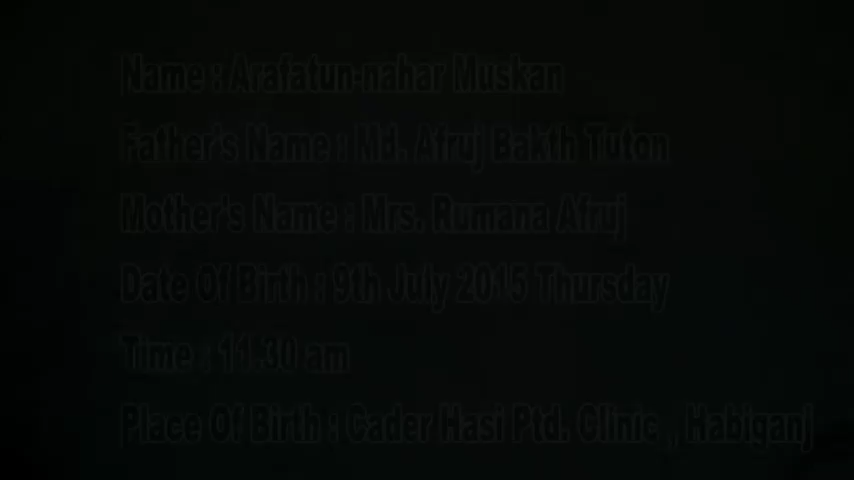 Name : Arafatun-nahar Muskan
Father's Name : Md. Afruj Bakth Tuton
Mother's Name : Mrs. Rumana Afruj
Date Of Birth : 9th July 2015 Thursday
Time : 11.30 am
Place Of Birth : Cader Hasi Ptd. Clinic , Habiganj